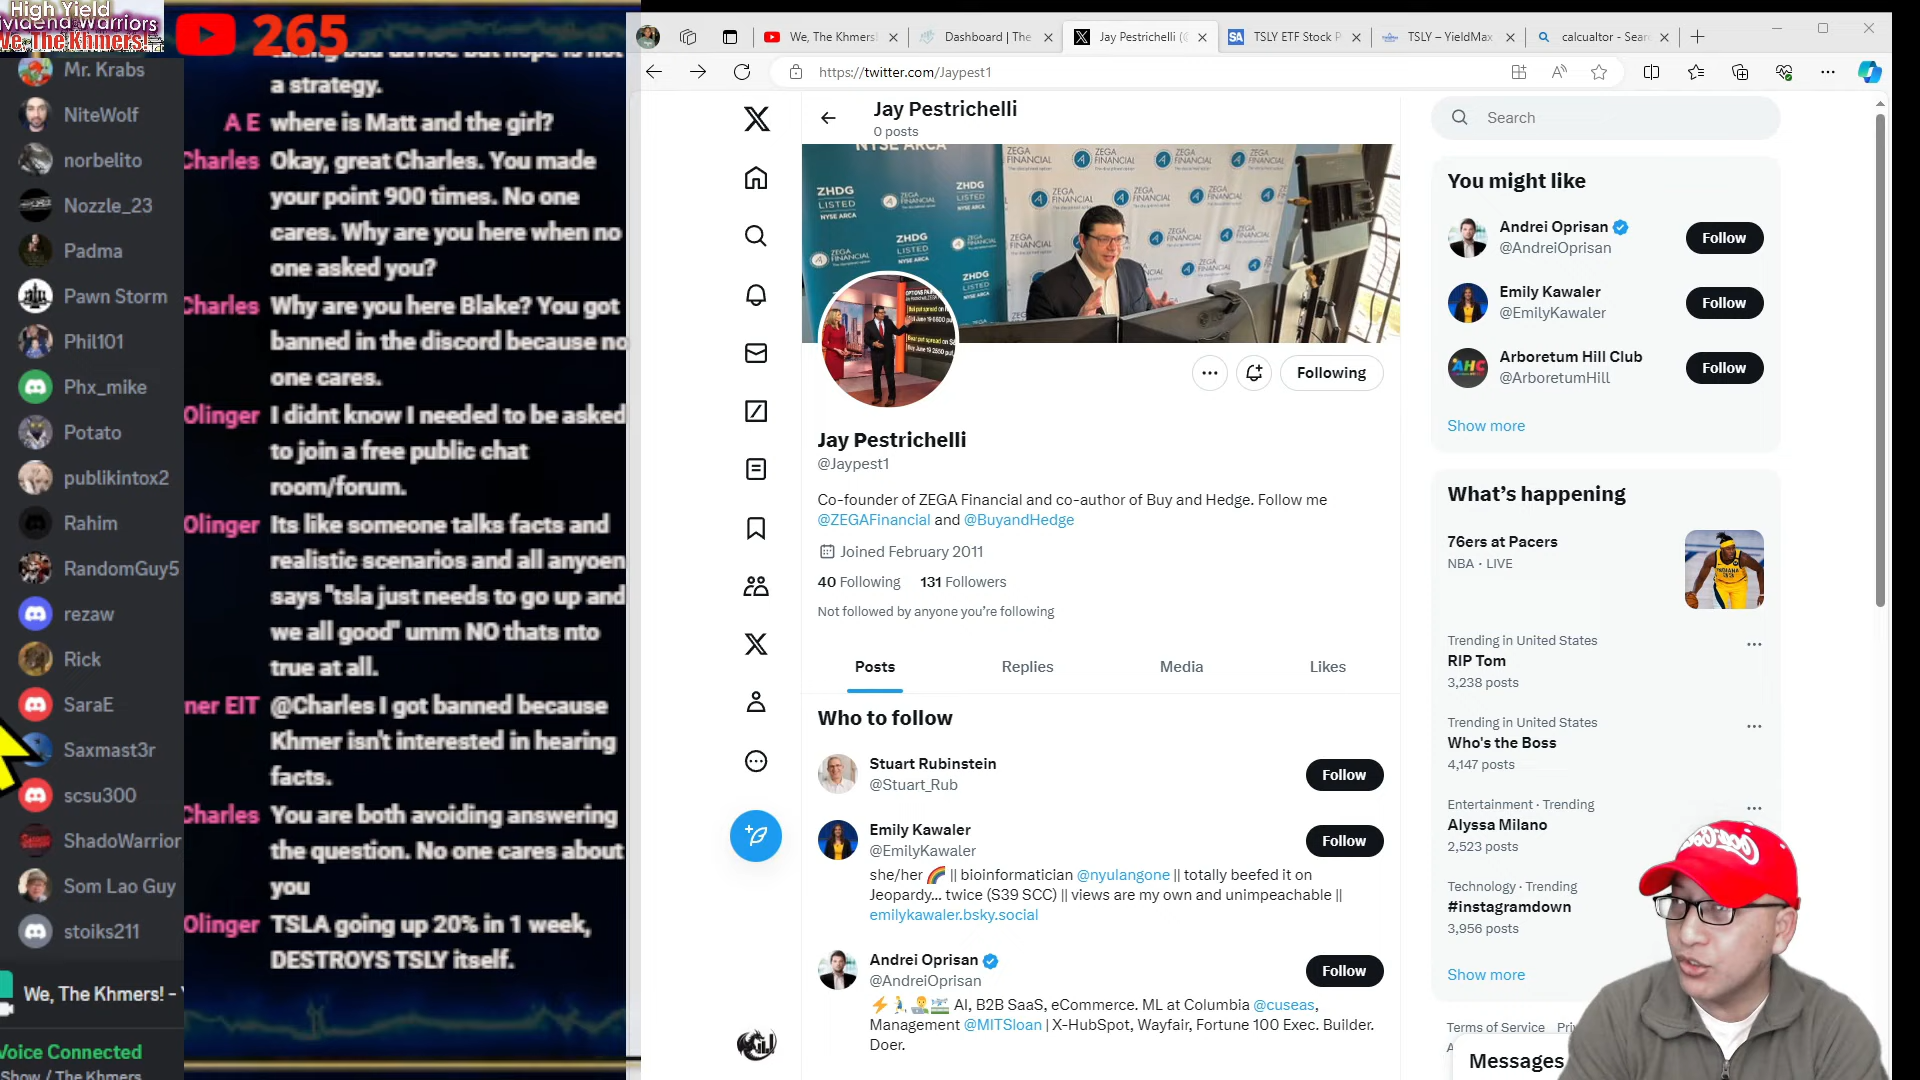 High Yield
Dividend Warriors
We, The Khmers!
265
Mr. Krabs
NiteWolf
norbelito
Nozzle_23
Padma
Pawn Storm
Phil101
Phx_mike
Potato
publikintox2
Rahim
RandomGuy5
rezaw
Rick
SaraE
Saxmast3r
scsu300
ShadoWarrior
Som Lao Guy
stoiks211
We, The Khmers! -
Voice Connected
Show / The Khmers
a strategy.
A E where is Matt and the girl?
Charles Okay, great Charles. You made
your point 900 times. No one
cares. Why are you here when no
one asked you?
Charles Why are you here Blake? You got
banned in the discord because no
one cares.
Olinger I didnt know I needed to be asked
to join a free public chat
room/forum.
Olinger Its like someone talks facts and
realistic scenarios and all anyoen
says "tsla just needs to go up and
we all good" umm NO thats nto
true at all.
ner EIT @Charles I got banned because
Khmer isn't interested in hearing
facts.
Charles You are both avoiding answering
the question. No one cares about
you
Olinger TSLA going up 20% in 1 week,
DESTROYS TSLY itself.
We, The Khmers!
Dashboard | The
Jay Pestrichelli (@
TSLY ETF Stock P
TSLY – YieldMax
calcualtor - Sear
https://twitter.com/Jaypest1
Jay Pestrichelli
0 posts
NYSE ARCA
ZHDG
LISTED
NYSE ARCA
ZEGA
FINANCIAL
Jay Pestrichelli
@Jaypest1
Following
Co-founder of ZEGA Financial and co-author of Buy and Hedge. Follow me
@ZEGAFinancial and @BuyandHedge
Joined February 2011
40 Following 131 Followers
Not followed by anyone you're following
Posts Replies Media Likes
Who to follow
Stuart Rubinstein
@Stuart_Rub
Follow
Emily Kawaler
@EmilyKawaler
Follow
she/her 🌈 || bioinformatician @nyulangone || totally beefed it on
Jeopardy... twice (S39 SCC) || views are my own and unimpeachable ||
emilykawaler.bsky.social
Andrei Oprisan
@AndreiOprisan
Follow
AI, B2B SaaS, eCommerce. ML at Columbia @cuseas,
Management @MITSloan | X-HubSpot, Wayfair, Fortune 100 Exec. Builder.
Doer.
Search
You might like
Andrei Oprisan
@AndreiOprisan
Follow
Emily Kawaler
@EmilyKawaler
Follow
Arboretum Hill Club
@ArboretumHill
Follow
AHC
Show more
What's happening
76ers at Pacers
NBA · LIVE
Trending in United States
RIP Tom
3,238 posts
Trending in United States
Who's the Boss
4,147 posts
Entertainment · Trending
Alyssa Milano
2,523 posts
Technology · Trending
#instagramdown
3,956 posts
Show more
Terms of Service
Messages